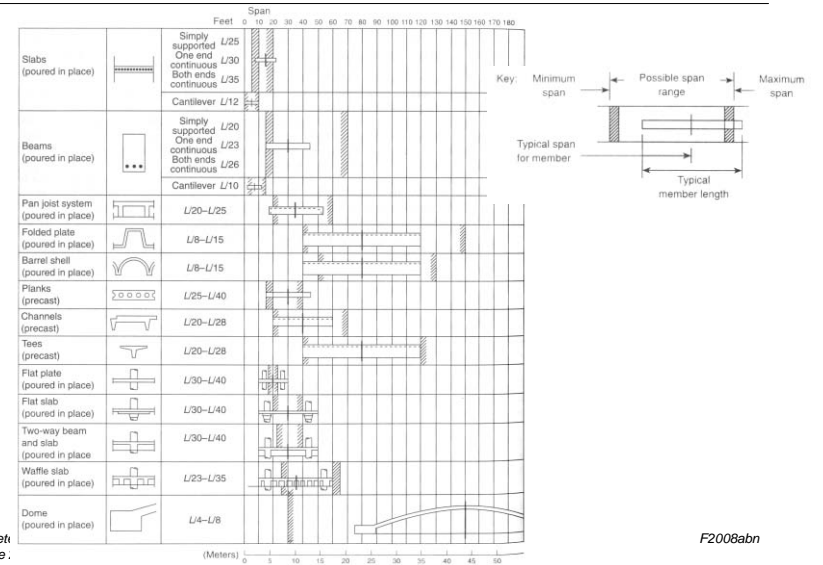 Span
Feet 0 10 20 30 40 50 60 70 80 90 100 110 120 130 140 150 160 170 180
Slabs
(poured in place)
Simply
supported L/25
One end
continuous L/30
Both ends
continuous L/35
Cantilever L/12
Beams
(poured in place)
Simply
supported L/20
One end
continuous L/23
Both ends
continuous L/26
Cantilever L/10
Pan joist system
(poured in place)
L/20–L/25
Folded plate
(poured in place)
L/8–L/15
Barrel shell
(poured in place)
L/8–L/15
Planks
(precast)
L/25–L/40
Channels
(precast)
L/20–L/28
Tees
(precast)
L/20–L/28
Flat plate
(poured in place)
L/30–L/40
Flat slab
(poured in place)
L/30–L/40
Two-way beam
and slab
(poured in place
L/30–L/40
Waffle slab
(poured in place)
L/23–L/35
Dome
(poured in place)
L/4–L/8
(Meters) 0 5 10 15 20 25 30 35 40 45 50
Key: Minimum
span
Possible span
range
Maximum
span
Typical span
for member
Typical
member length
F2008abn